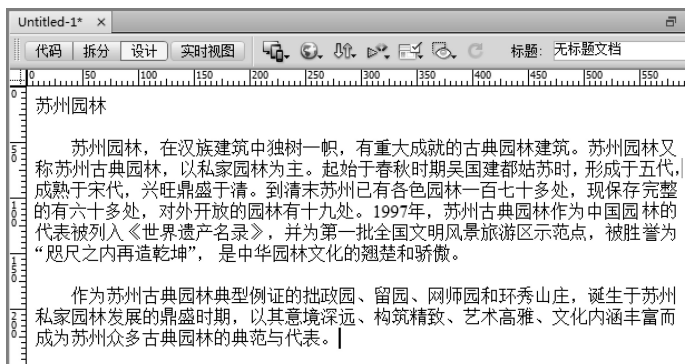 Untitled-1* ×
代码 拆分 设计 实时视图 标题: 无标题文档
0 50 100 150 200 250 300 350 400 450 500 550
0
50
100
150
200
苏州园林
苏州园林，在汉族建筑中独树一帜，有重大成就的古典园林建筑。苏州园林又
称苏州古典园林，以私家园林为主。起始于春秋时期吴国建都姑苏时，形成于五代，
成熟于宋代，兴旺鼎盛于清。到清末苏州已有各色园林一百七十多处，现保存完整
的有六十多处，对外开放的园林有十九处。1997年，苏州古典园林作为中国园林的
代表被列入《世界遗产名录》，并为第一批全国文明风景旅游区示范点，被胜誉为
“咫尺之内再造乾坤”， 是中华园林文化的翘楚和骄傲。
作为苏州古典园林典型例证的拙政园、留园、网师园和环秀山庄，诞生于苏州
私家园林发展的鼎盛时期，以其意境深远、构筑精致、艺术高雅、文化内涵丰富而
成为苏州众多古典园林的典范与代表。